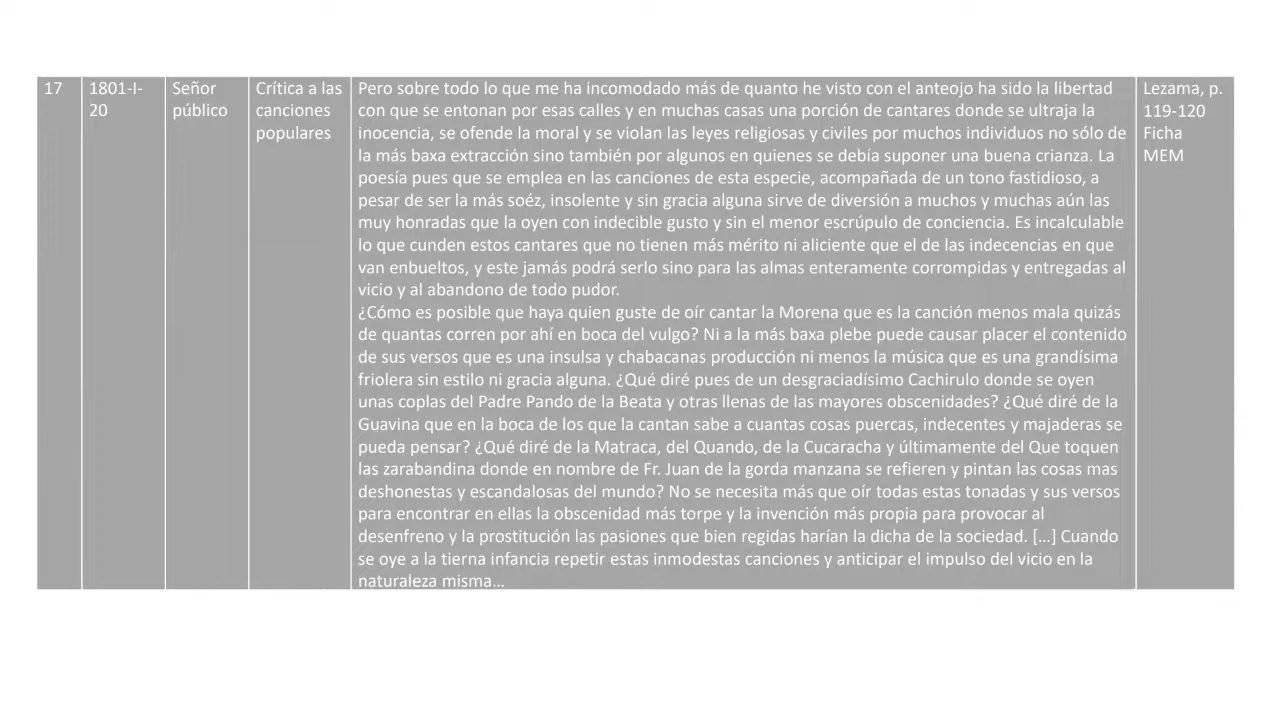 17
1801-I-
20
Señor
público
Crítica a las
canciones
populares
Pero sobre todo lo que me ha incomodado más de quanto he visto con el anteojo ha sido la libertad
con que se entonan por esas calles y en muchas casas una porción de cantares donde se ultraja la
inocencia, se ofende la moral y se violan las leyes religiosas y civiles por muchos individuos no sólo de
la más baxa extracción sino también por algunos en quienes se debía suponer una buena crianza. La
poesía pues que se emplea en las canciones de esta especie, acompañada de un tono fastidioso, a
pesar de ser la más soéz, insolente y sin gracia alguna sirve de diversión a muchos y muchas aún las
muy honradas que la oyen con indecible gusto y sin el menor escrúpulo de conciencia. Es incalculable
lo que cunden estos cantares que no tienen más mérito ni aliciente que el de las indecencias en que
van enbueltos, y este jamás podrá serlo sino para las almas enteramente corrompidas y entregadas al
vicio y al abandono de todo pudor.
¿Cómo es posible que haya quien guste de oír cantar la Morena que es la canción menos mala quizás
de quantas corren por ahí en boca del vulgo? Ni a la más baxa plebe puede causar placer el contenido
de sus versos que es una insulsa y chabacanas producción ni menos la música que es una grandísima
friolera sin estilo ni gracia alguna. ¿Qué diré pues de un desgraciadísimo Cachirulo donde se oyen
unas coplas del Padre Pando de la Beata y otras llenas de las mayores obscenidades? ¿Qué diré de la
Guavina que en la boca de los que la cantan sabe a cuantas cosas puercas, indecentes y majaderas se
pueda pensar? ¿Qué diré de la Matraca, del Quando, de la Cucaracha y últimamente del Que toquen
las zarabandina donde en nombre de Fr. Juan de la gorda manzana se refieren y pintan las cosas mas
deshonestas y escandalosas del mundo? No se necesita más que oír todas estas tonadas y sus versos
para encontrar en ellas la obscenidad más torpe y la invención más propia para provocar al
desenfreno y la prostitución las pasiones que bien regidas harían la dicha de la sociedad. […] Cuando
se oye a la tierna infancia repetir estas inmodestas canciones y anticipar el impulso del vicio en la
naturaleza misma…
Lezama, p.
119-120
Ficha
MEM